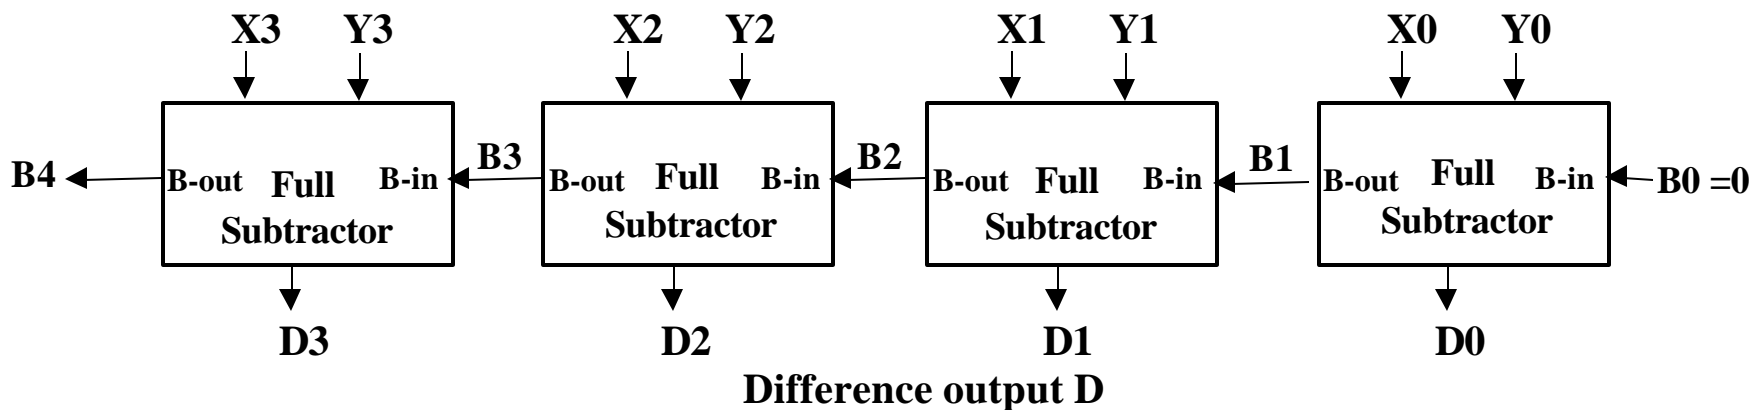 X3 Y3 X2 Y2 X1 Y1 X0 Y0
B4 B-out Full B-in B3 B-out Full B-in B2 B-out Full B-in B1 B-out Full B-in B0 =0
Subtractor Subtractor Subtractor Subtractor
D3 D2 D1 D0
Difference output D